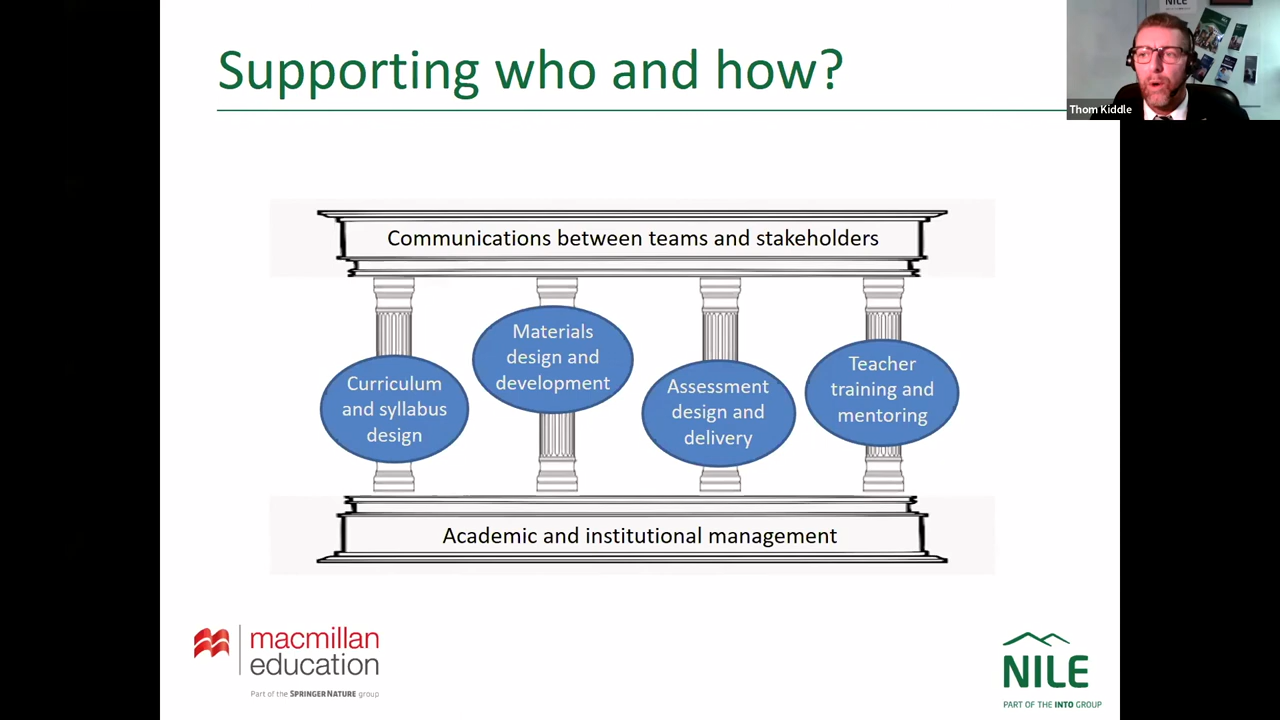 Supporting who and how?
NILE
Thom Kiddle
Communications between teams and stakeholders
Materials
design and
development
Teacher
training and
mentoring
Curriculum
and syllabus
design
Assessment
design and
delivery
Academic and institutional management
macmillan
education
Part of the SPRINGER NATURE group
NILE
PART OF THE INTO GROUP